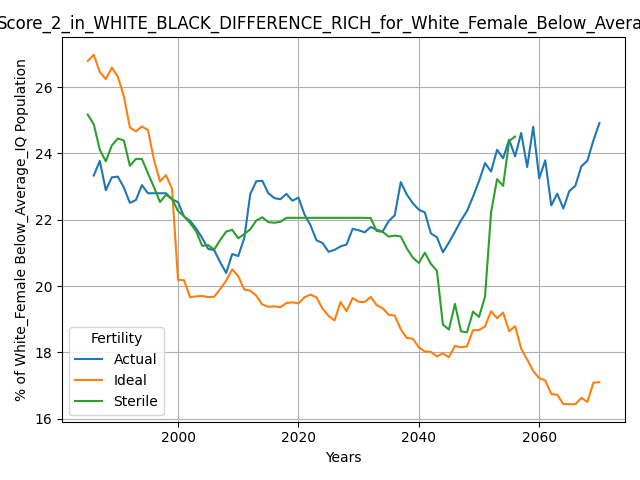 Score_2_in_WHITE_BLACK_DIFFERENCE_RICH_for_White_Female_Below_Avera
% of White_Female Below_Average_IQ Population
26
24
22
20
18
16
Fertility
Actual
Ideal
Sterile
2000
2020
2040
2060
Years